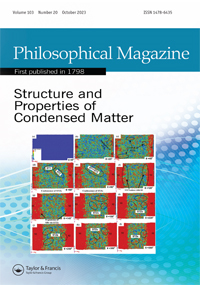 Volume 103 Number 20 October 2023 ISSN 1478-6435
Philosophical Magazine
First published in 1798
Structure and
Properties of
Condensed Matter
Taylor & Francis
Taylor & Francis Group